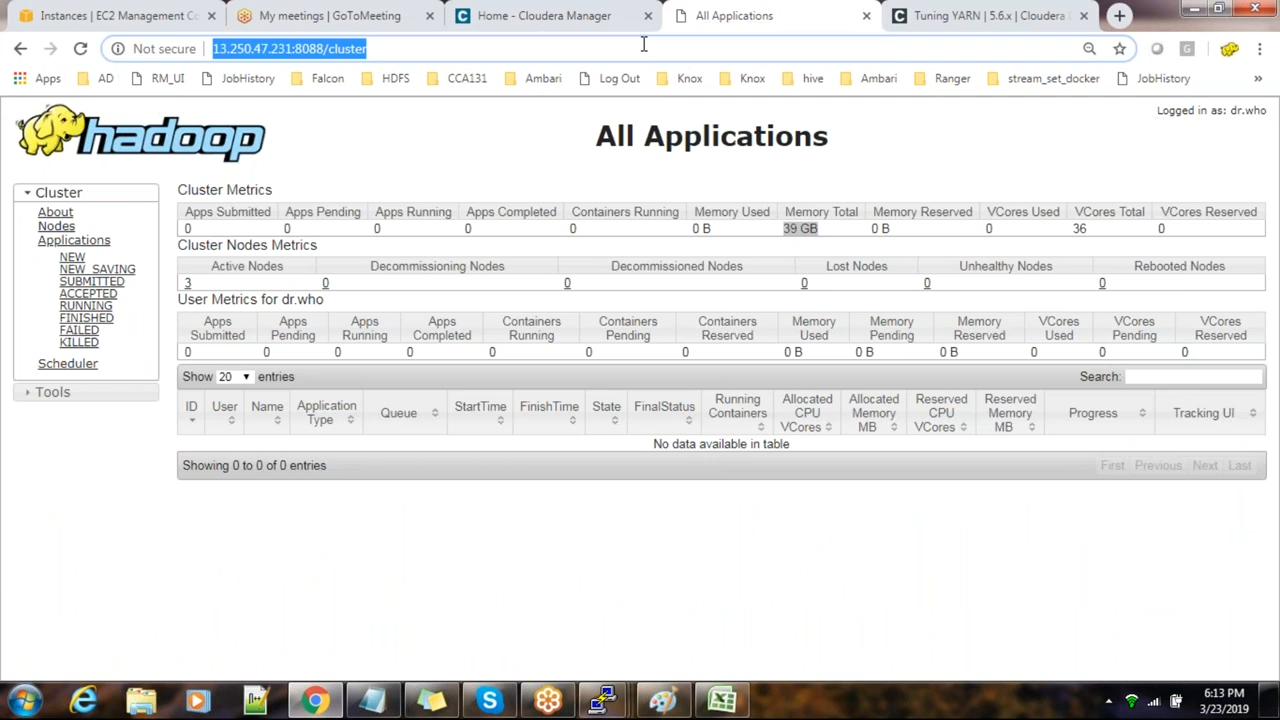 Instances | EC2 Management Co
My meetings | GoToMeeting
Home - Cloudera Manager
All Applications
Tuning YARN | 5.6.x | Cloudera
Not secure
13.250.47.231:8088/cluster
Apps
AD
RM_UI
JobHistory
Falcon
HDFS
CCA131
Ambari
Log Out
Knox
Knox
hive
Ambari
Ranger
stream_set_docker
JobHistory
»
Logged in as: dr.who
hadoop
All Applications
Cluster
About
Nodes
Applications
NEW
NEW_SAVING
SUBMITTED
ACCEPTED
RUNNING
FINISHED
FAILED
KILLED
Scheduler
Tools
Cluster Metrics
Apps Submitted Apps Pending Apps Running Apps Completed Containers Running Memory Used Memory Total Memory Reserved VCores Used VCores Total VCores Reserved
0 0 0 0 0 0 B 39 GB 0 B 0 36 0
Cluster Nodes Metrics
Active Nodes Decommissioning Nodes Decommissioned Nodes Lost Nodes Unhealthy Nodes Rebooted Nodes
3 0 0 0 0 0
User Metrics for dr.who
Apps Submitted Apps Pending Apps Running Apps Completed Containers Running Containers Pending Containers Reserved Memory Used Memory Pending Memory Reserved VCores Used VCores Pending VCores Reserved
0 0 0 0 0 0 0 0 B 0 B 0 B 0 0 0
Show 20 entries Search:
ID User Name Application Type Queue StartTime FinishTime State FinalStatus Running Containers Allocated CPU VCores Allocated Memory MB Reserved CPU VCores Reserved Memory MB Progress Tracking UI
No data available in table
Showing 0 to 0 of 0 entries First Previous Next Last
6:13 PM
3/23/2019